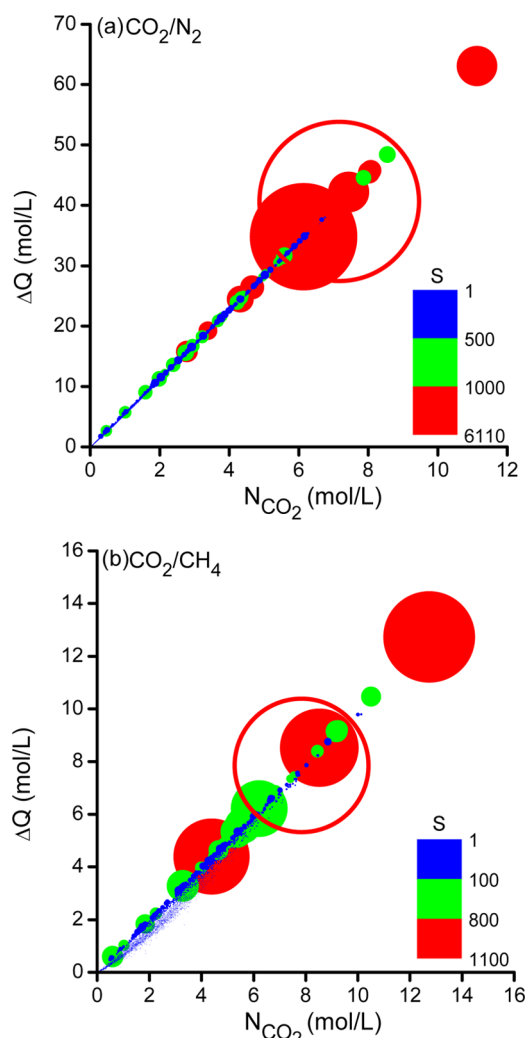 (a)CO2/N2
70
60
50
40
30
20
10
0
ΔQ (mol/L)
0 2 4 6 8 10 12
NCO2 (mol/L)
S
1
500
1000
6110
(b)CO2/CH4
16
14
12
10
8
6
4
2
0
ΔQ (mol/L)
0 2 4 6 8 10 12 14 16
NCO2 (mol/L)
S
1
100
800
1100